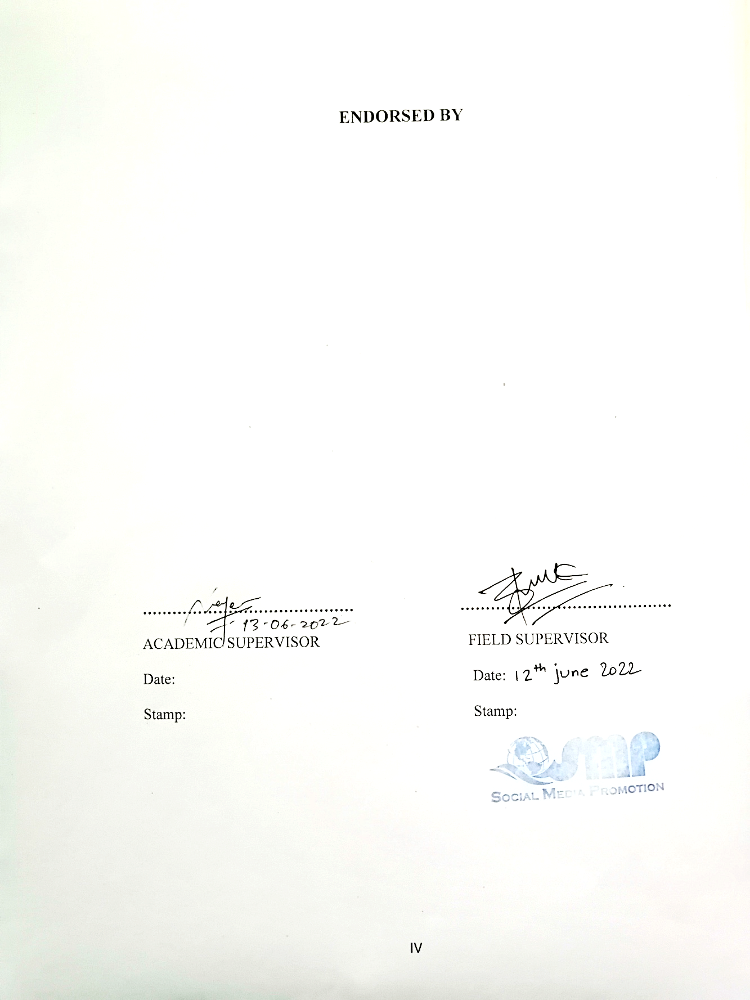 ENDORSED BY
13-06-2022
ACADEMIC SUPERVISOR
Date:
Stamp:
FIELD SUPERVISOR
Date: 12th june 2022
Stamp:
SMP
SOCIAL MEDIA PROMOTION
IV